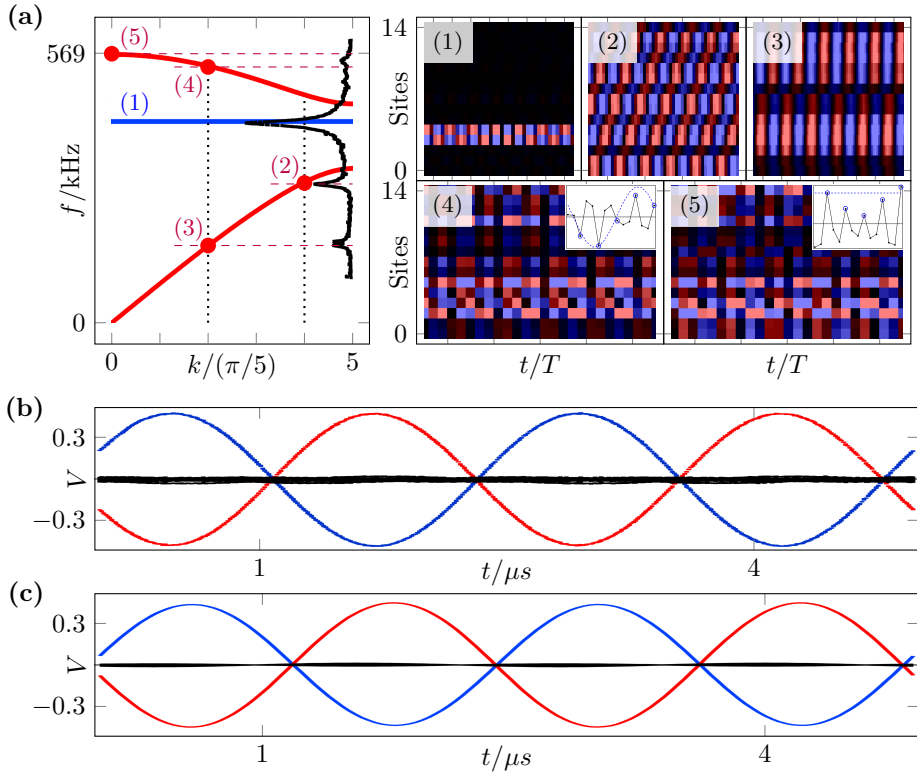 (a)
569
(5)
(4)
(1)
(2)
(3)
f/kHz
0
0
k/(π/5)
5
14
Sites
0
(1)
(2)
(3)
14
Sites
0
(4)
(5)
t/T
t/T
(b)
0.3
V
−0.3
1
t/μs
4
(c)
0.3
V
−0.3
1
t/μs
4